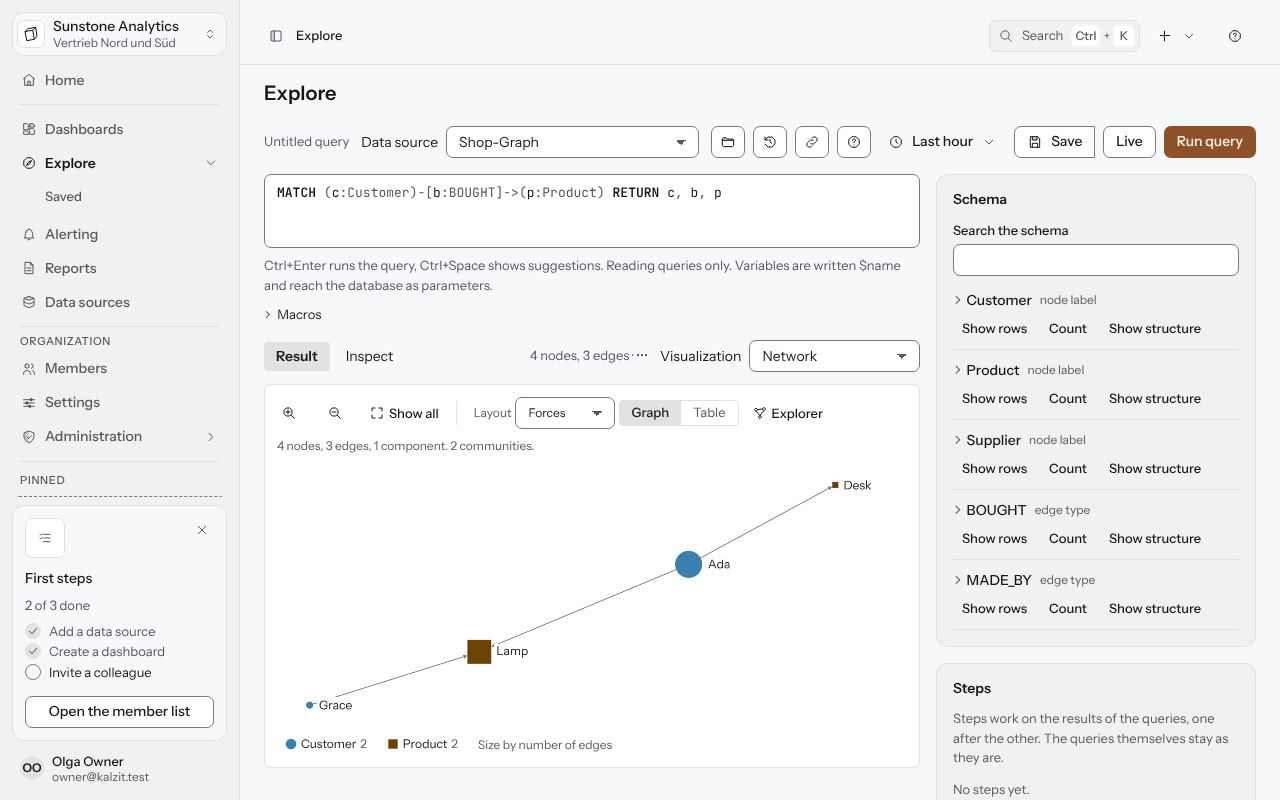 Sunstone Analytics
Vertrieb Nord und Süd
Home
Dashboards
Explore
Saved
Alerting
Reports
Data sources
ORGANIZATION
Members
Settings
Administration
PINNED
First steps
2 of 3 done
Add a data source
Create a dashboard
Invite a colleague
Open the member list
OO
Olga Owner
owner@kalzit.test
Explore
Search Ctrl + K
Explore
Untitled query Data source Shop-Graph Last hour Save Live Run query
MATCH (c:Customer)-[b:BOUGHT]->(p:Product) RETURN c, b, p
Ctrl+Enter runs the query, Ctrl+Space shows suggestions. Reading queries only. Variables are written $name
and reach the database as parameters.
Macros
Result Inspect 4 nodes, 3 edges · ··· Visualization Network
Show all Layout Forces Graph Table Explorer
4 nodes, 3 edges, 1 component. 2 communities.
Desk
Ada
Lamp
Grace
Customer 2 Product 2 Size by number of edges
Schema
Search the schema
Customer node label
Show rows Count Show structure
Product node label
Show rows Count Show structure
Supplier node label
Show rows Count Show structure
BOUGHT edge type
Show rows Count Show structure
MADE_BY edge type
Show rows Count Show structure
Steps
Steps work on the results of the queries, one
after the other. The queries themselves stay as
they are.
No steps yet.